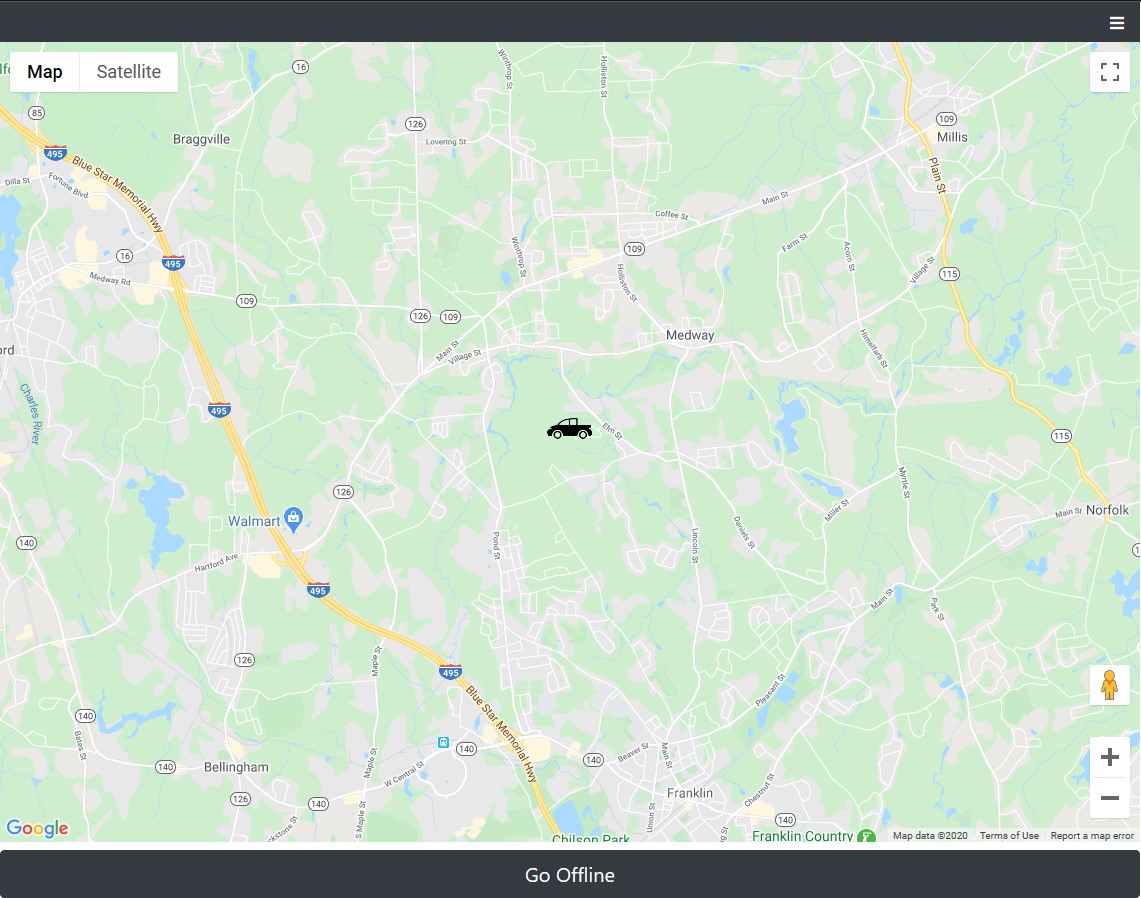 Map
Satellite
16
Winthrop St
Holliston St
85
126
109
Millis
Braggville
Lovering St
495
Blue Star Memorial Hwy
Plain St
Dilla St
Fortune Blvd
Main St
Coffee St
Farm St
Acorn St
16
Winthrop St
109
495
Holliston St
Village St
115
Medway Rd
109
126
109
Medway
Himelfarb St
Main St
Village St
Charles River
495
Elm St
115
126
Myrtle St
Walmart
Miller St
Main St
Norfolk
140
Pond St
Lincoln St
Daniels St
Hartford Ave
495
Main St
Park St
126
Maple St
495
Blue Star Memorial Hwy
Pleasant St
140
Bates St
140
140
Beaver St
Main St
140
Bellingham
Maple St
W Central St
Franklin
Chestnut St
126
140
S Maple St
Union St
140
Google
Chilson Park
Franklin Country
Map data ©2020
Terms of Use
Report a map error
Go Offline